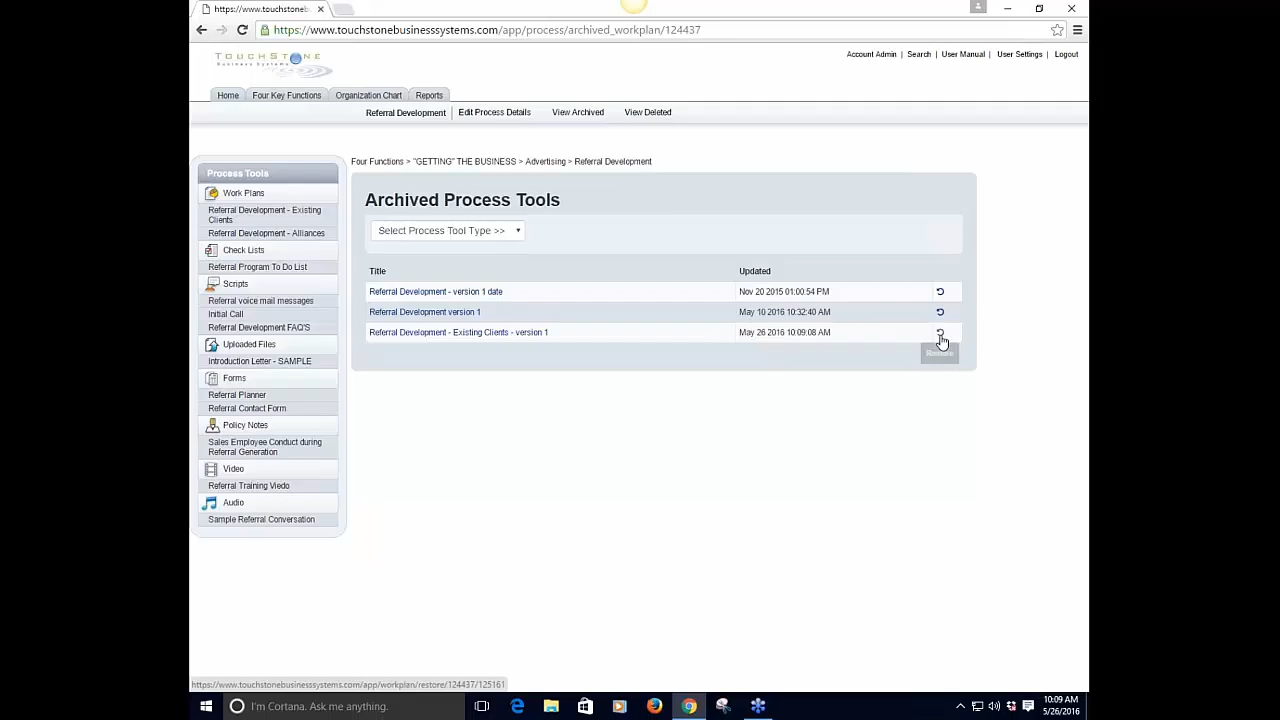 https://www.touchstonebusinesssystems
https://www.touchstonebusinesssystems.com/app/process/archived_workplan/124437
TOUCHSTONE
Business Systems
Account Admin | Search | User Manual | User Settings | Logout
Home
Four Key Functions
Organization Chart
Reports
Referral Development
Edit Process Details
View Archived
View Deleted
Four Functions > "GETTING" THE BUSINESS > Advertising > Referral Development
Process Tools
Work Plans
Referral Development - Existing
Clients
Referral Development - Alliances
Check Lists
Referral Program To Do List
Scripts
Referral voice mail messages
Initial Call
Referral Development FAQ'S
Uploaded Files
Introduction Letter - SAMPLE
Forms
Referral Planner
Referral Contact Form
Policy Notes
Sales Employee Conduct during
Referral Generation
Video
Referral Training Viedo
Audio
Sample Referral Conversation
Archived Process Tools
Select Process Tool Type >>
Title Updated
Referral Development - version 1 date Nov 20 2015 01:00:54 PM
Referral Development version 1 May 10 2016 10:32:40 AM
Referral Development - Existing Clients - version 1 May 26 2016 10:09:08 AM
Restore
https://www.touchstonebusinesssystems.com/app/workplan/restore/124437/125161
I'm Cortana. Ask me anything.
10:09 AM
5/26/2016